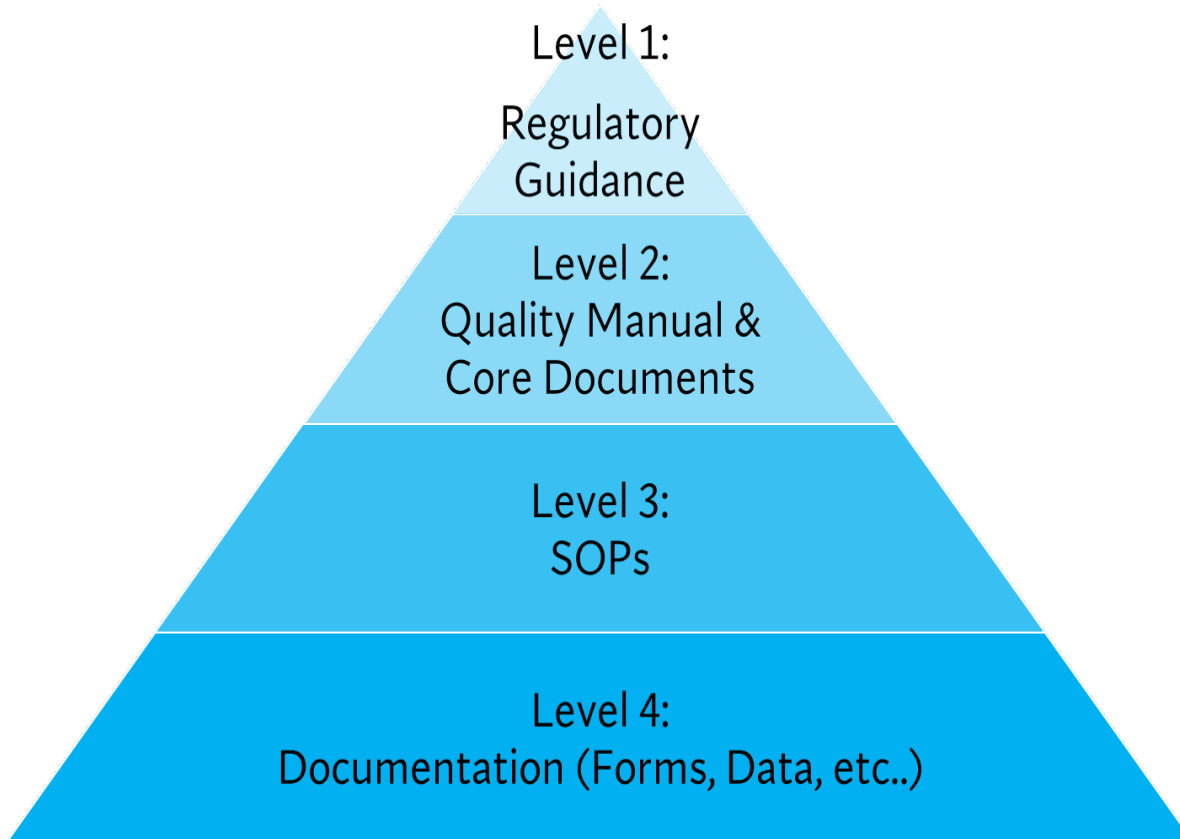 Level 1:
Regulatory
Guidance
Level 2:
Quality Manual &
Core Documents
Level 3:
SOPs
Level 4:
Documentation (Forms, Data, etc..)